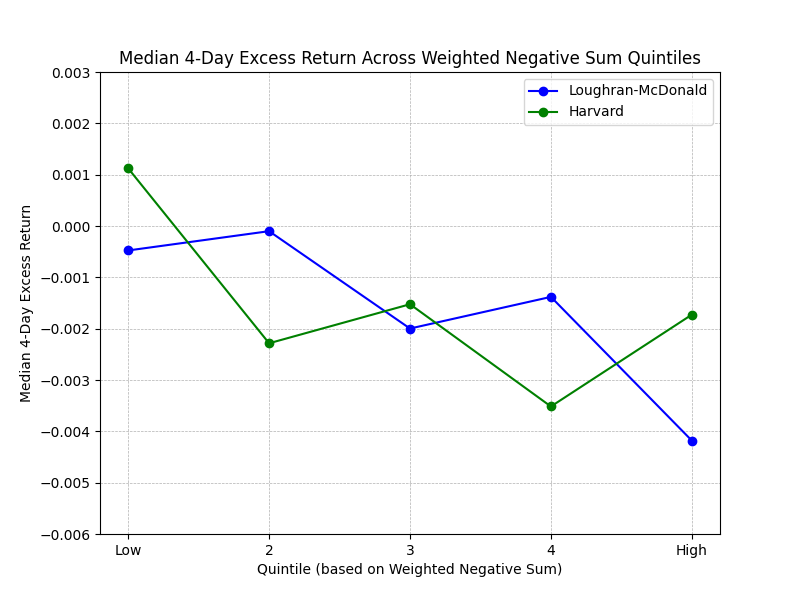 Median 4-Day Excess Return Across Weighted Negative Sum Quintiles
Loughran-McDonald
Harvard
Median 4-Day Excess Return
0.003
0.002
0.001
0.000
−0.001
−0.002
−0.003
−0.004
−0.005
−0.006
Low
2
3
4
High
Quintile (based on Weighted Negative Sum)